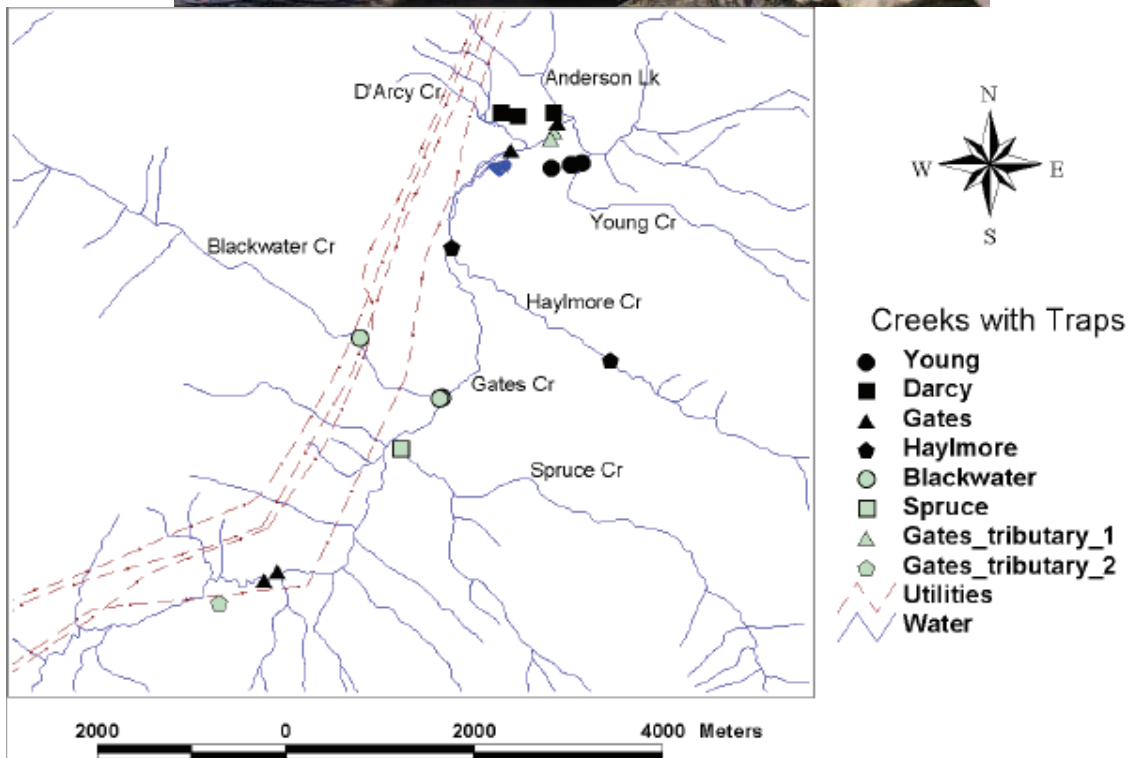 Anderson Lk
D'Arcy Cr
Young Cr
Blackwater Cr
Haylmore Cr
Gates Cr
Spruce Cr
N
W E
S
Creeks with Traps
Young
Darcy
Gates
Haylmore
Blackwater
Spruce
Gates_tributary_1
Gates_tributary_2
Utilities
Water
2000 0 2000 4000 Meters